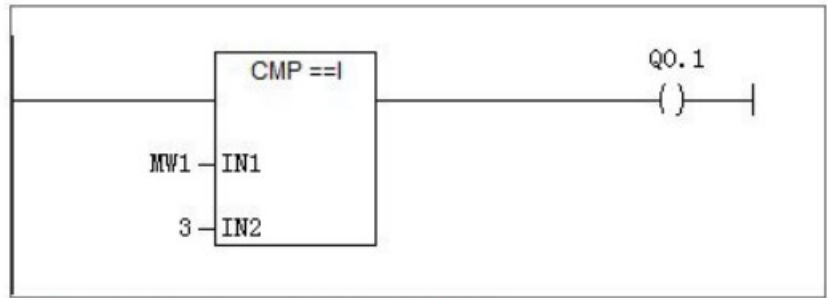 CMP ==I
Q0.1
MW1
IN1
3
IN2